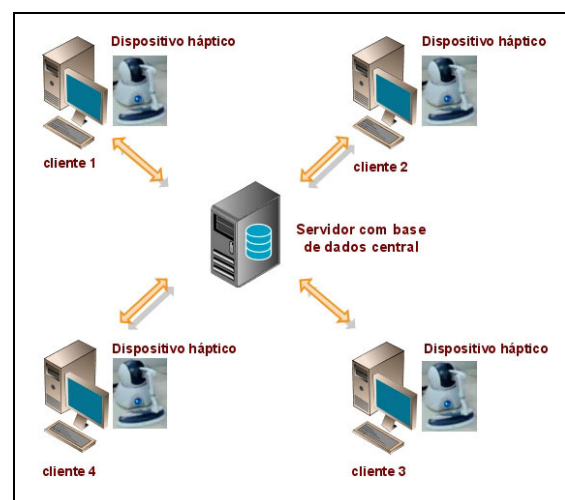 Dispositivo háptico
Dispositivo háptico
cliente 1
cliente 2
Servidor com base
de dados central
Dispositivo háptico
Dispositivo háptico
cliente 4
cliente 3